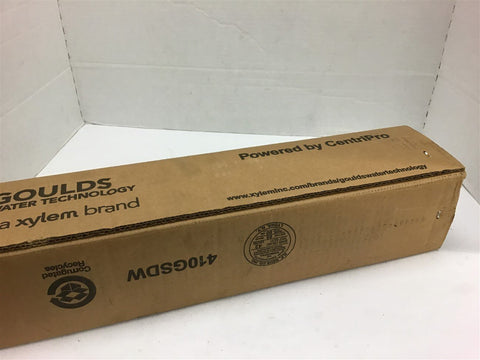 GOULDS
WATER TECHNOLOGY
a xylem brand
Powered by CentriPro
www.xyleminc.com/brands/gouldswatertechnology
Corrugated
Recycles
410GSDW